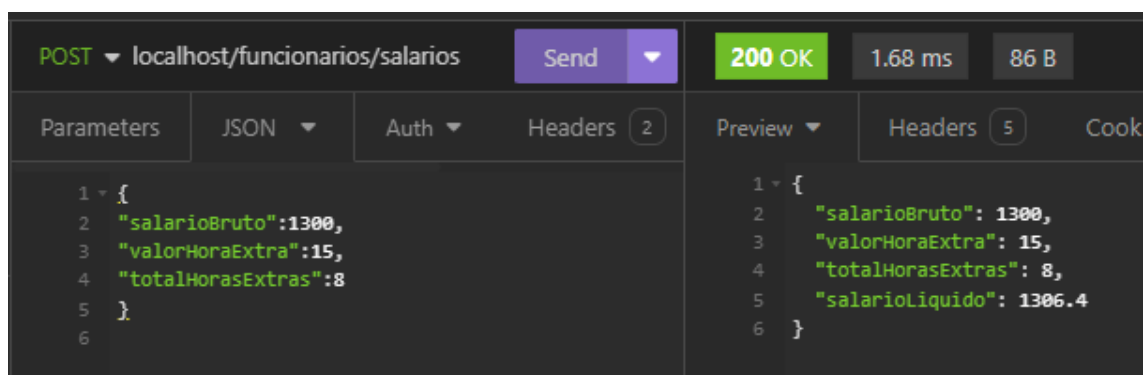 POST localhost/funcionarios/salarios Send 200 OK 1.68 ms 86 B
Parameters JSON Auth Headers 2 Preview Headers 5 Cook
1 {
2 "salarioBruto":1300,
3 "valorHoraExtra":15,
4 "totalHorasExtras":8
5 }
6
1 {
2 "salarioBruto": 1300,
3 "valorHoraExtra": 15,
4 "totalHorasExtras": 8,
5 "salarioLiquido": 1306.4
6 }